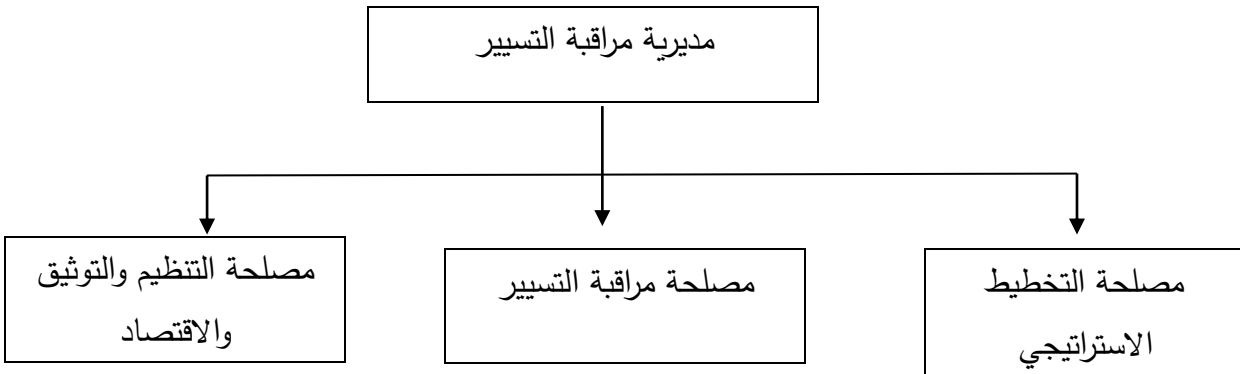 مديرية مراقبة التسيير
مصلحة التخطيط
الاستراتيجي
مصلحة مراقبة التسيير
مصلحة التنظيم والتوثيق
والاقتصاد